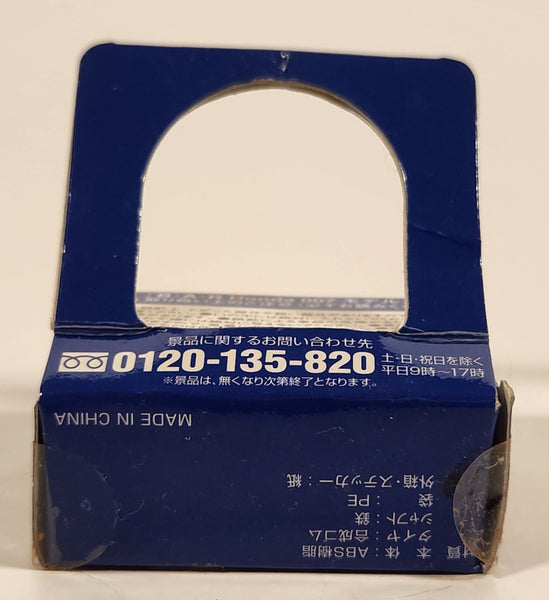 景品に関するお問い合わせ先
0120-135-820
土・日・祝日を除く
平日9時～17時
※景品は、無くなり次第終了となります。
MADE IN CHINA
材質 本体：ABS樹脂
タイヤ：合成ゴム
シャフト：鉄
袋：PE
外箱・ステッカー：紙